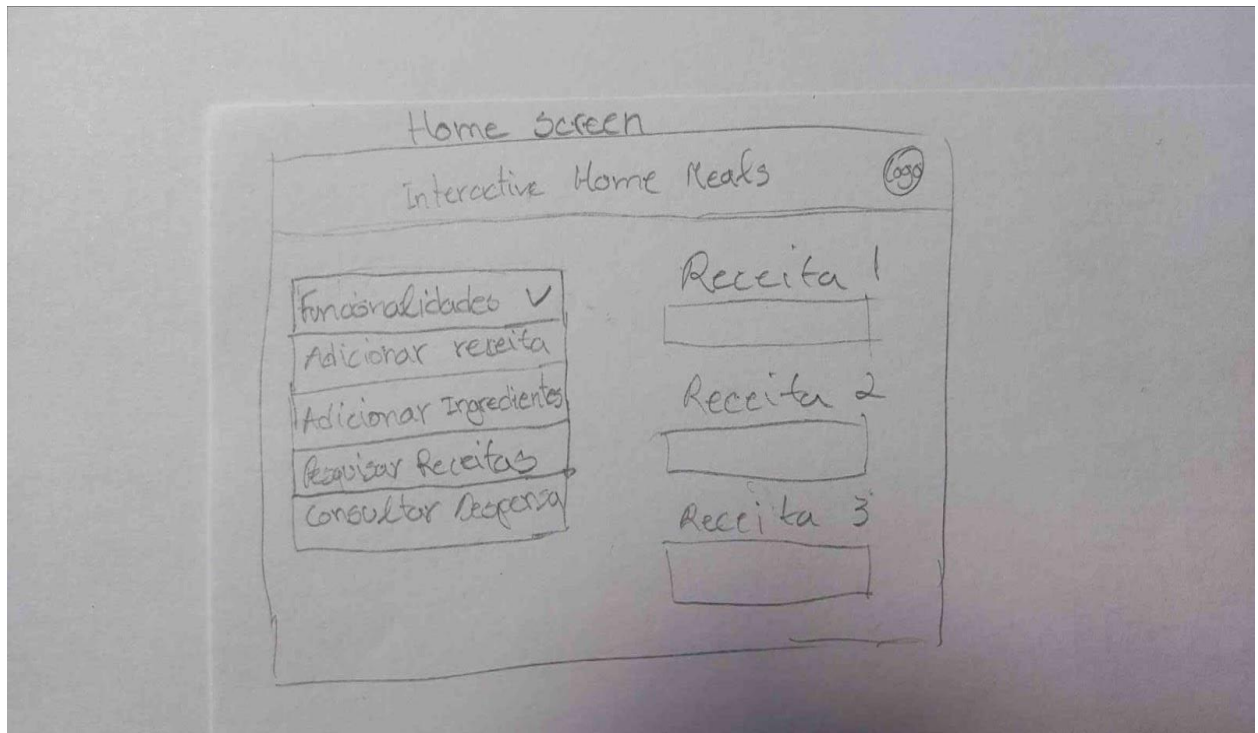 Home Screen
Interactive Home Meals
Logo
Funcionalidades
Adicionar receita
Adicionar Ingredientes
Pesquisar Receitas
Consultar Despensa
Receita 1
Receita 2
Receita 3